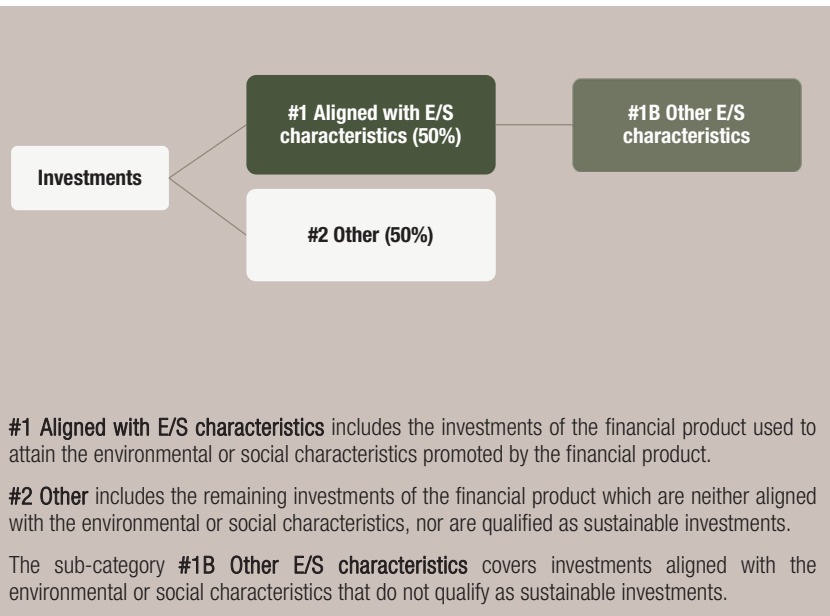 #1 Aligned with E/S
characteristics (50%)
#1B Other E/S
characteristics
Investments
#2 Other (50%)
#1 Aligned with E/S characteristics includes the investments of the financial product used to
attain the environmental or social characteristics promoted by the financial product.
#2 Other includes the remaining investments of the financial product which are neither aligned
with the environmental or social characteristics, nor are qualified as sustainable investments.
The sub-category #1B Other E/S characteristics covers investments aligned with the
environmental or social characteristics that do not qualify as sustainable investments.